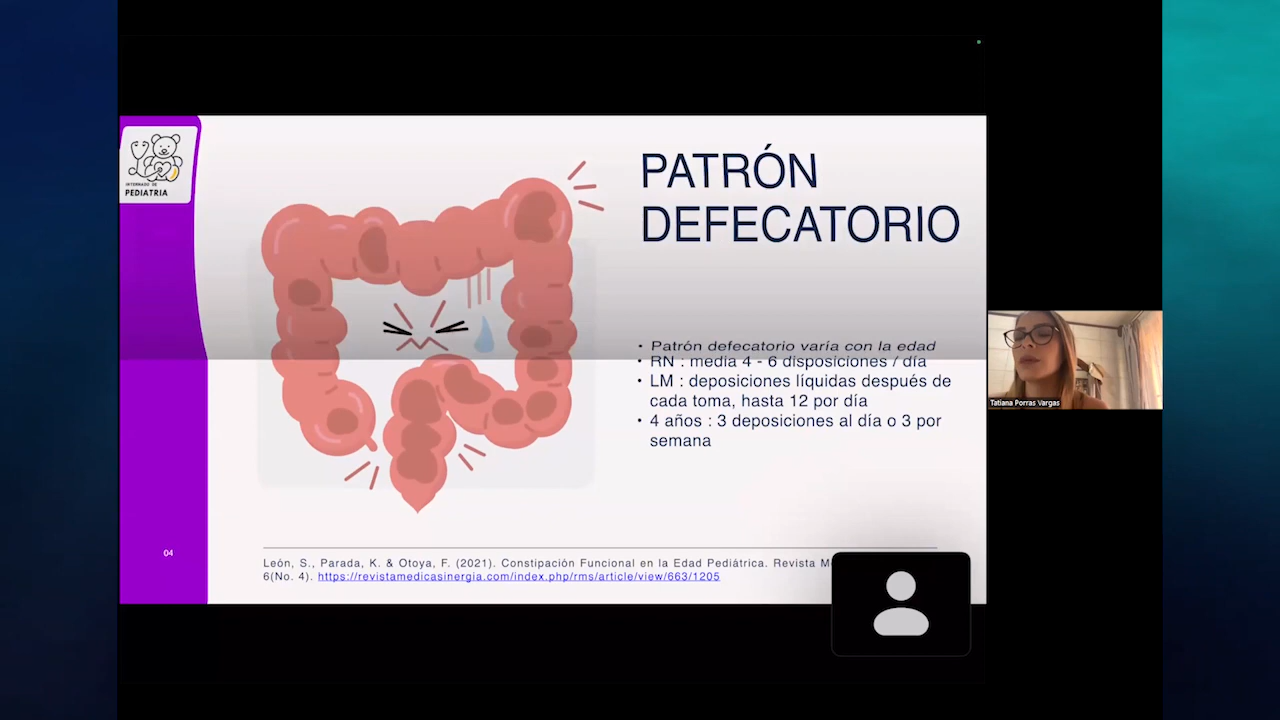 INTERNADO DE
PEDIATRIA
PATRÓN
DEFECATORIO
• Patrón defecatorio varía con la edad
• RN : media 4 - 6 disposiciones / día
• LM : deposiciones líquidas después de
cada toma, hasta 12 por día
• 4 años : 3 deposiciones al día o 3 por
semana
Tatiana Porras Vargas
04
León, S., Parada, K. & Otoya, F. (2021). Constipación Funcional en la Edad Pediátrica. Revista
6(No. 4). https://revistamedicasinergia.com/index.php/rms/article/view/663/1205